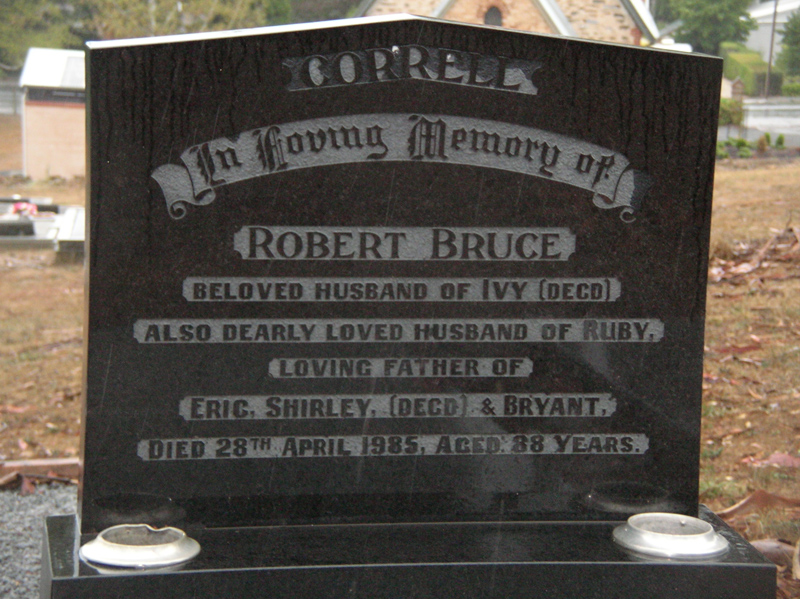 CORRELL
In Loving Memory of
ROBERT BRUCE
BELOVED HUSBAND OF IVY (DECD)
ALSO DEARLY LOVED HUSBAND OF RUBY,
LOVING FATHER OF
ERIC, SHIRLEY, (DECD) & BRYANT,
DIED 28TH APRIL 1985, AGED 88 YEARS.